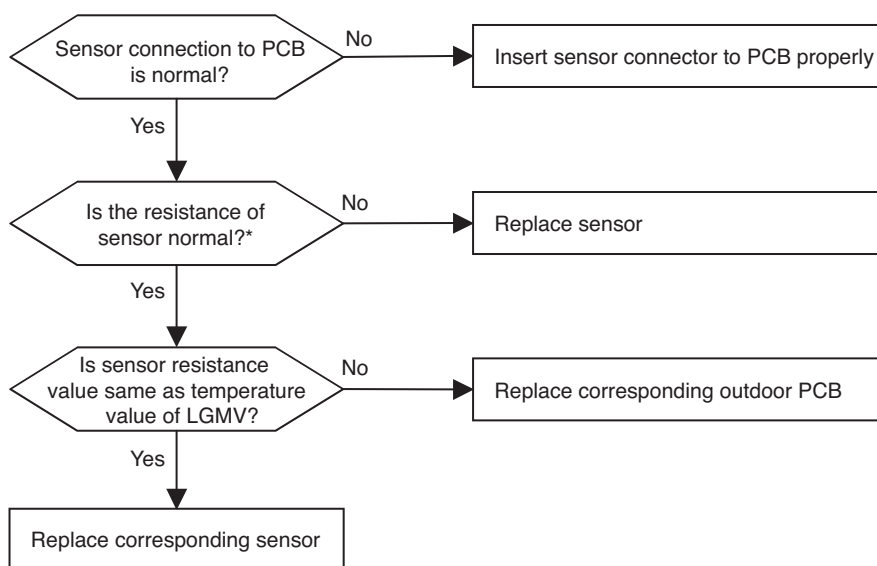 Sensor connection to PCB
is normal?
No
Insert sensor connector to PCB properly
Yes
Is the resistance of
sensor normal?*
No
Replace sensor
Yes
Is sensor resistance
value same as temperature
value of LGMV?
No
Replace corresponding outdoor PCB
Yes
Replace corresponding sensor